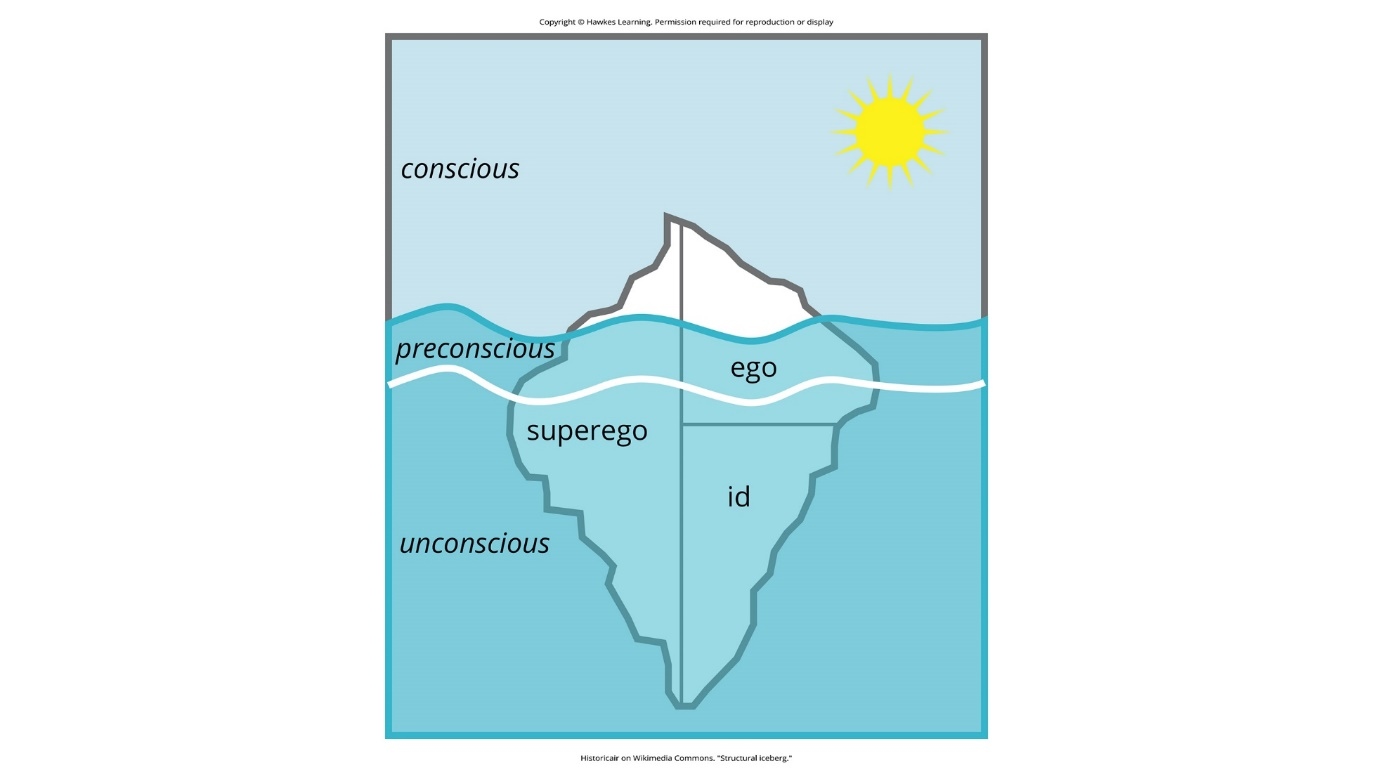 Copyright © Hawkes Learning. Permission required for reproduction or display
conscious
preconscious
ego
superego
id
unconscious
Historicair on Wikimedia Commons. "Structural iceberg."